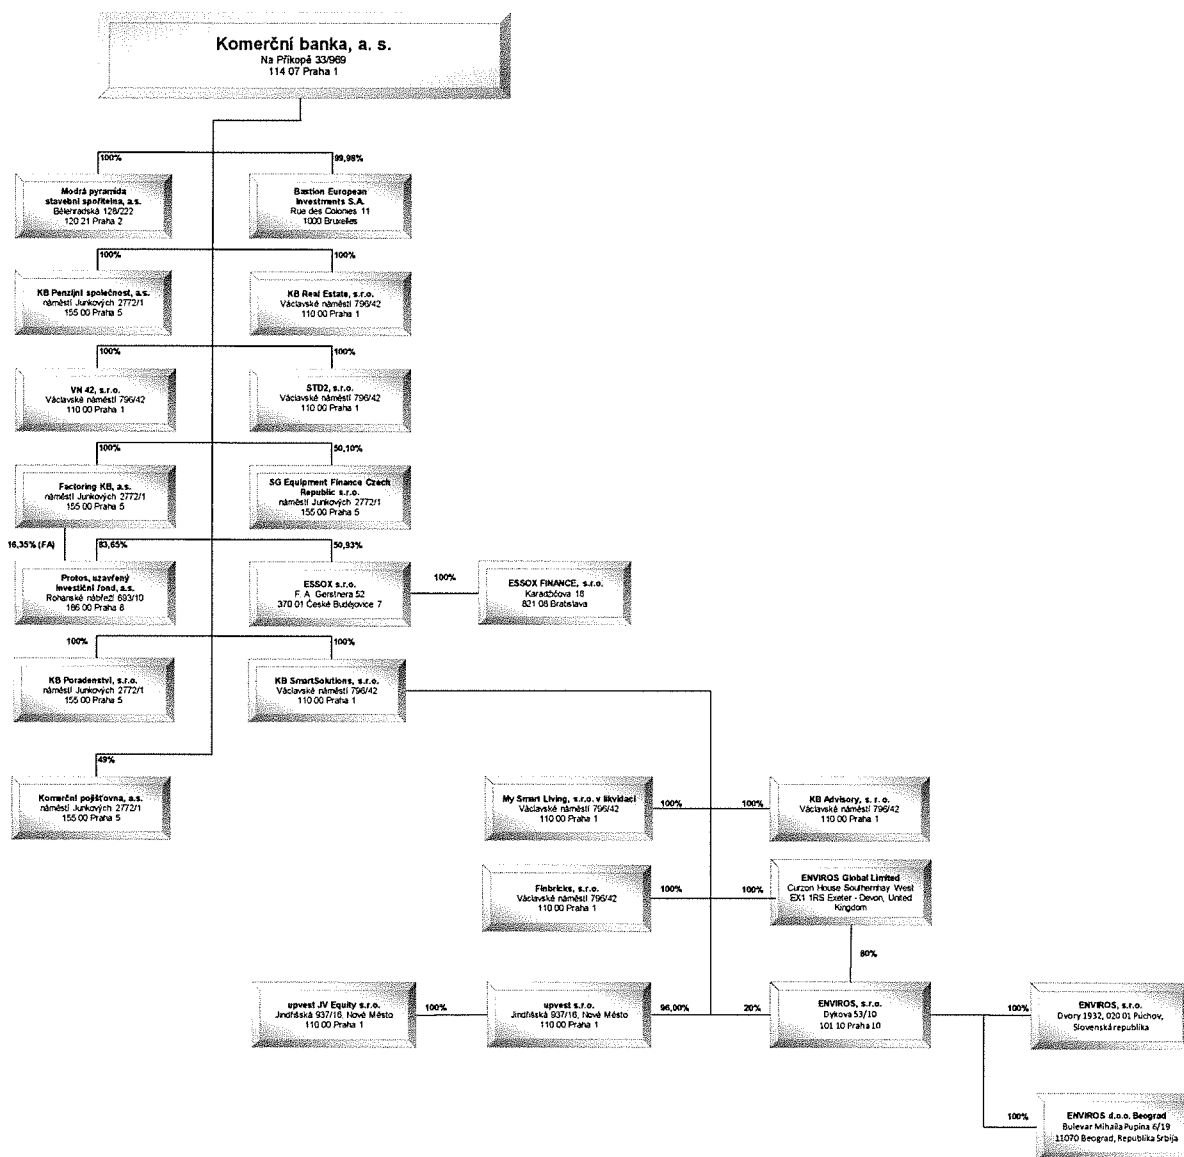 Komerční banka, a. s.
Na Příkopě 33/969
114 07 Praha 1
100%
99,98%
Modrá pyramida
stavební spořitelna, a.s.
Bělehradská 128/222
120 21 Praha 2
Bastion European
Investments S.A.
Rue des Colonies 11
1000 Bruxelles
100%
100%
KB Penzijní společnost, a.s.
náměstí Junkových 2772/1
155 00 Praha 5
KB Real Estate, s.r.o.
Václavské náměstí 796/42
110 00 Praha 1
100%
100%
VN 42, s.r.o.
Václavské náměstí 796/42
110 00 Praha 1
STD2, s.r.o.
Václavské náměstí 796/42
110 00 Praha 1
100%
50,10%
Factoring KB, a.s.
náměstí Junkových 2772/1
155 00 Praha 5
SG Equipment Finance Czech
Republic s.r.o.
náměstí Junkových 2772/1
155 00 Praha 5
16,35% (FA)
83,65%
50,93%
Protos, uzavřený
investiční fond, a.s.
Rohanské nábřeží 693/10
186 00 Praha 8
ESSOX s.r.o.
F. A. Gerstnera 52
370 01 České Budějovice 7
100%
ESSOX FINANCE, s.r.o.
Karadžičova 16
821 08 Bratislava
100%
100%
KB Poradenství, s.r.o.
náměstí Junkových 2772/1
155 00 Praha 5
KB SmartSolutions, s.r.o.
Václavské náměstí 796/42
110 00 Praha 1
49%
Komerční pojišťovna, a.s.
náměstí Junkových 2772/1
155 00 Praha 5
My Smart Living, s.r.o. v likvidaci
Václavské náměstí 796/42
110 00 Praha 1
100%
100%
KB Advisory, s. r. o.
Václavské náměstí 796/42
110 00 Praha 1
Finbricks, s.r.o.
Václavské náměstí 796/42
110 00 Praha 1
100%
100%
ENVIROS Global Limited
Curzon House Southernhay West
EX1 1RS Exeter - Devon, United
Kingdom
80%
upvest JV Equity s.r.o.
Jindřišská 937/16, Nové Město
110 00 Praha 1
100%
upvest s.r.o.
Jindřišská 937/16, Nové Město
110 00 Praha 1
96,00%
20%
ENVIROS, s.r.o.
Dykova 53/10
101 10 Praha 10
100%
ENVIROS, s.r.o.
Dvory 1932, 020 01 Púchov,
Slovenská republika
100%
ENVIROS d.o.o. Beograd
Bulevar Mihaila Pupina 6/19
11070 Beograd, Republika Srbija